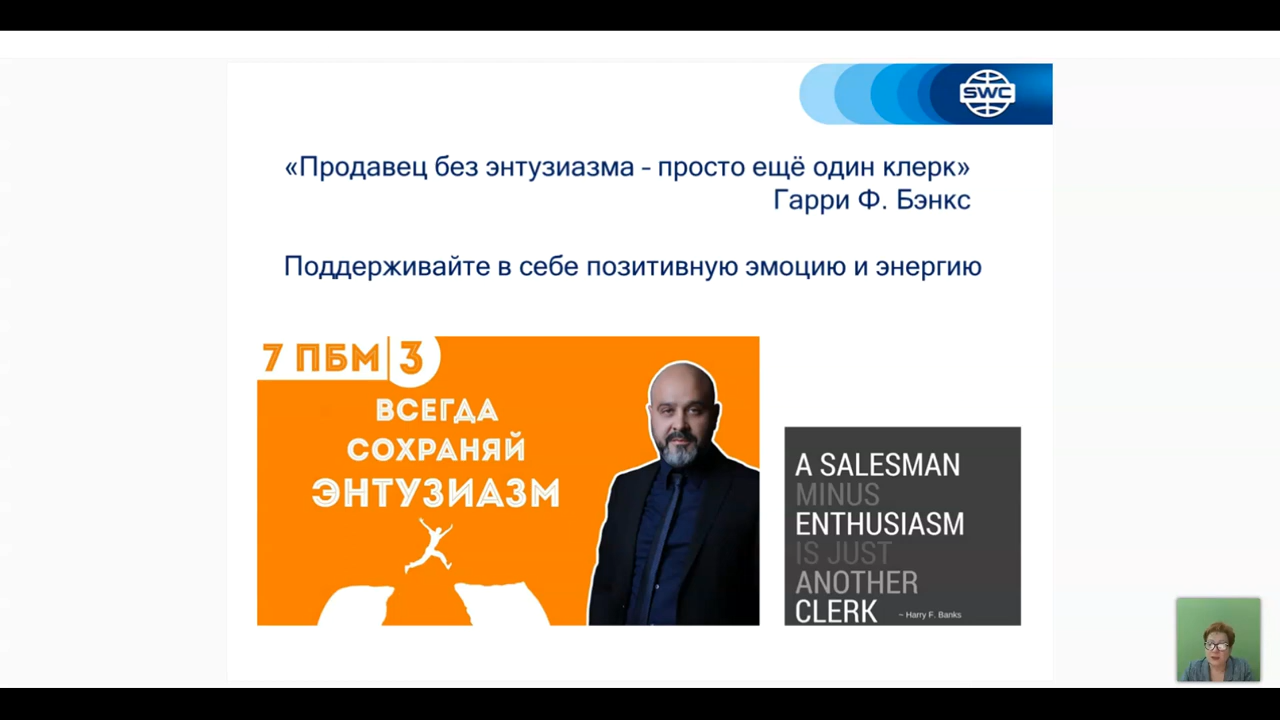 SWC
«Продавец без энтузиазма - просто ещё один клерк»
Гарри Ф. Бэнкс
Поддерживайте в себе позитивную эмоцию и энергию
7 ПБМ 3
ВСЕГДА
СОХРАНЯЙ
ЭНТУЗИАЗМ
A SALESMAN
MINUS
ENTHUSIASM
IS JUST
ANOTHER
CLERK
~ Harry F. Banks